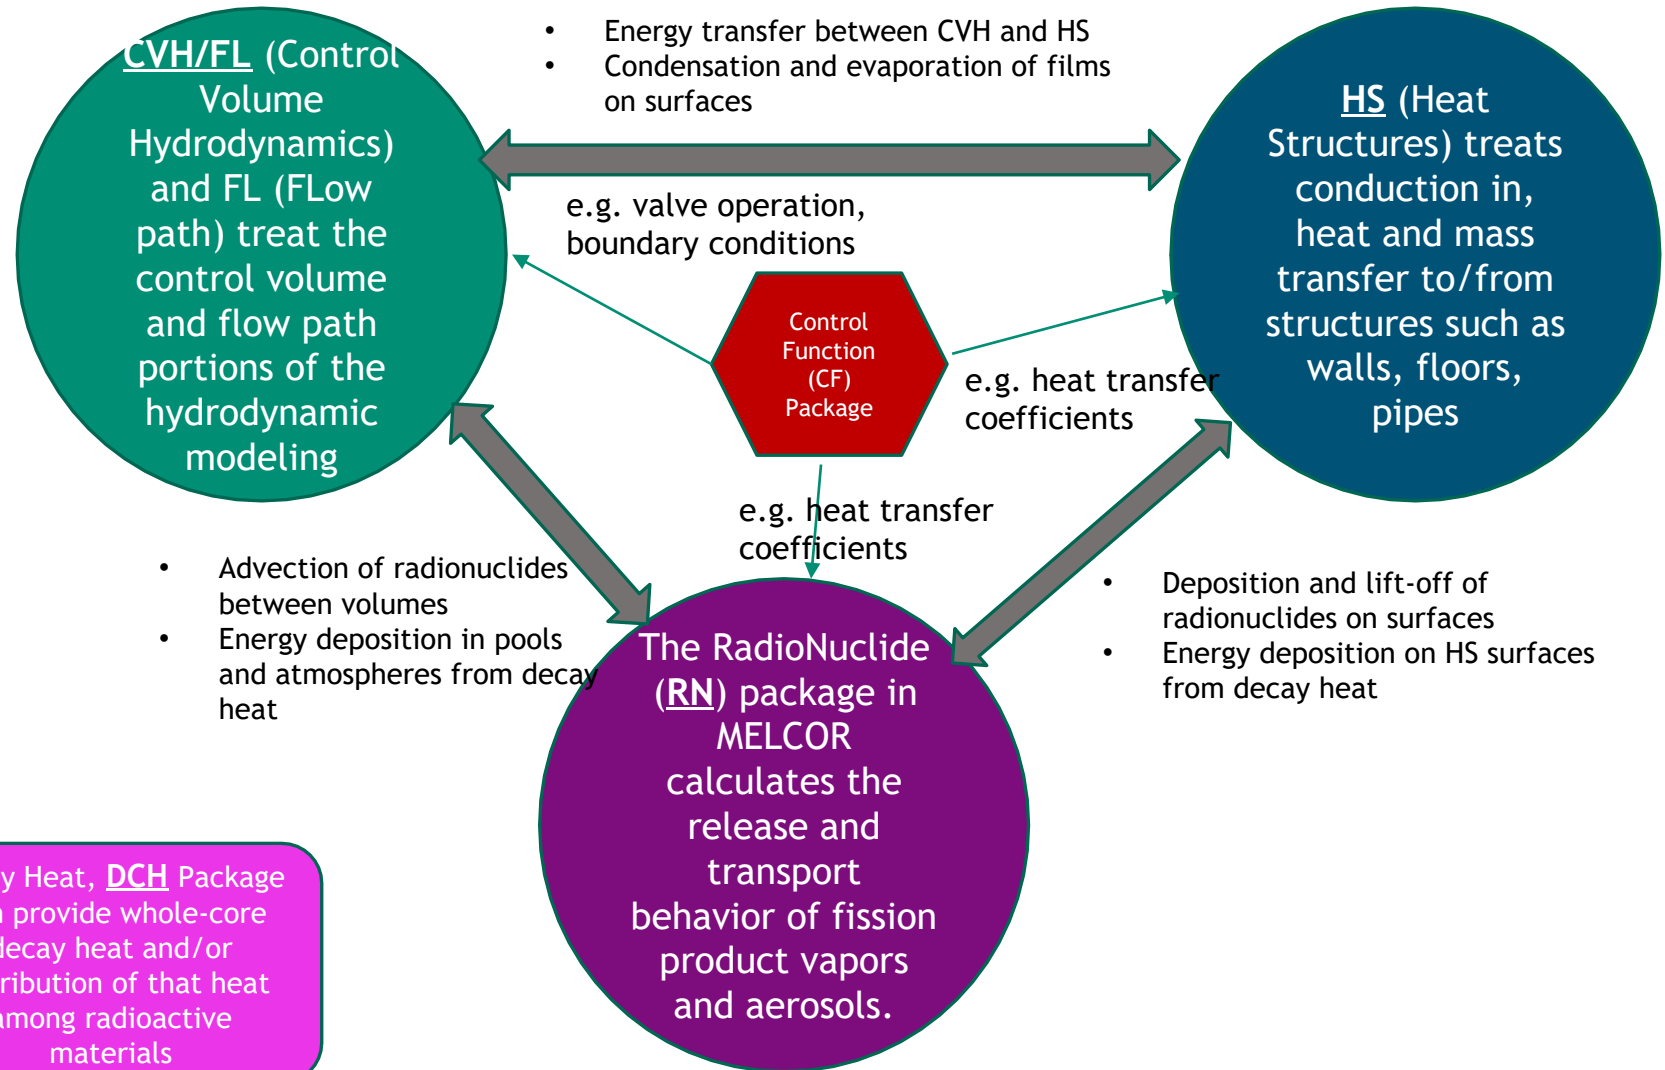 CVH/FL (Control
Volume
Hydrodynamics)
and FL (FLow
path) treat the
control volume
and flow path
portions of the
hydrodynamic
modeling
• Energy transfer between CVH and HS
• Condensation and evaporation of films
on surfaces
HS (Heat
Structures) treats
conduction in,
heat and mass
transfer to/from
structures such as
walls, floors,
pipes
e.g. valve operation,
boundary conditions
Control
Function
(CF)
Package
e.g. heat transfer
coefficients
e.g. heat transfer
coefficients
• Advection of radionuclides
between volumes
• Energy deposition in pools
and atmospheres from decay
heat
• Deposition and lift-off of
radionuclides on surfaces
• Energy deposition on HS surfaces
from decay heat
The RadioNuclide
(RN) package in
MELCOR
calculates the
release and
transport
behavior of fission
product vapors
and aerosols.
y Heat, DCH Package
provide whole-core
decay heat and/or
tribution of that heat
among radioactive
materials